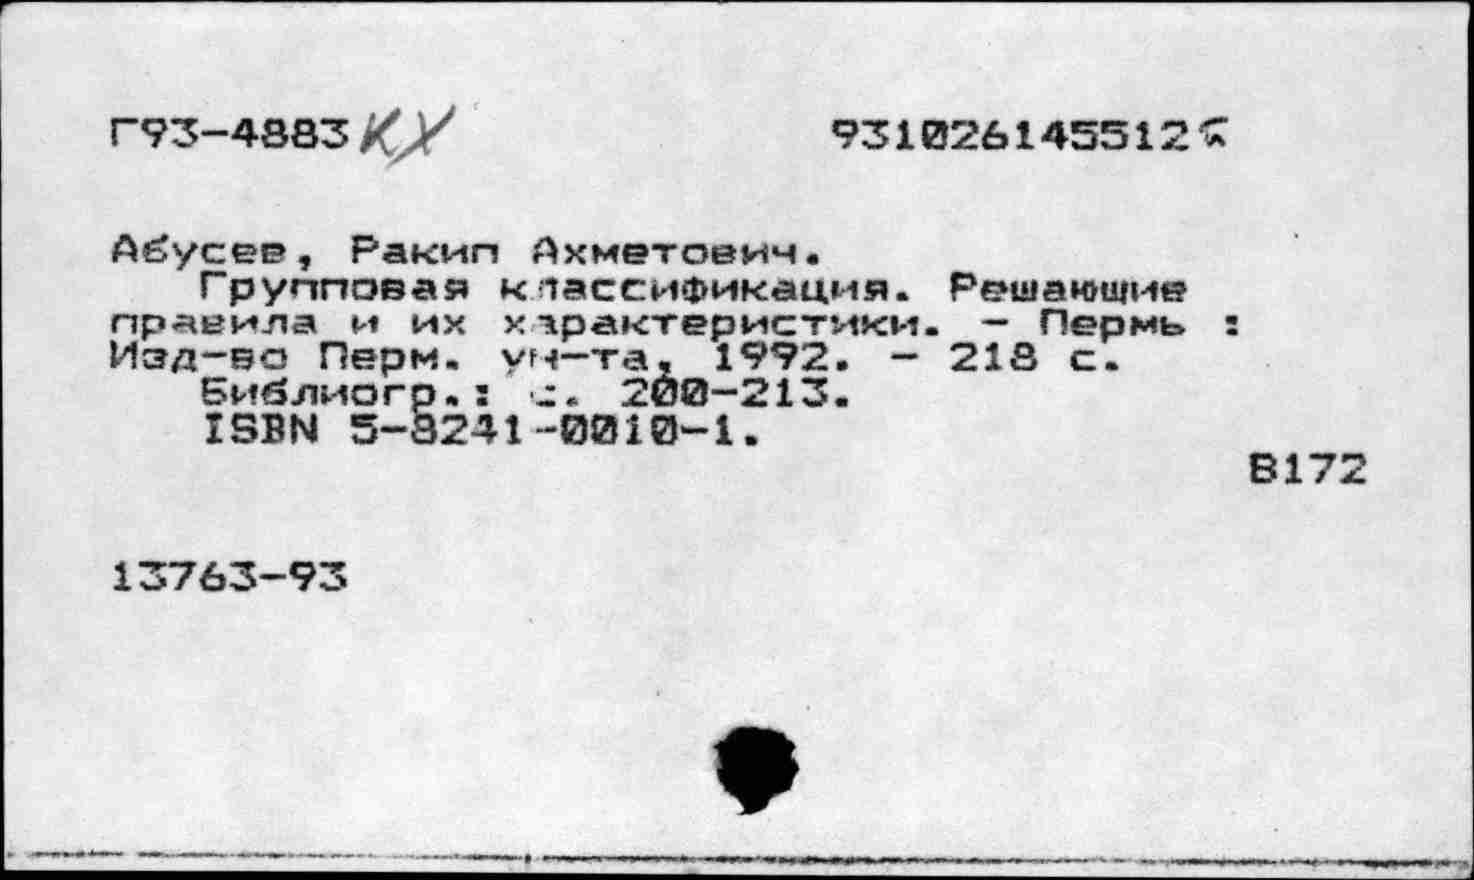 Г93-4883 КХ 931026145512
Абусев, Ракип Ахметович.
Групповая классификация. Решающие
правила и их характеристики. - Пермь :
Изд-во Перм. ун-та, 1992. - 218 с.
Библиогр.: с. 200-213.
ISBN 5-8241-0010-1.
В172
13763-93